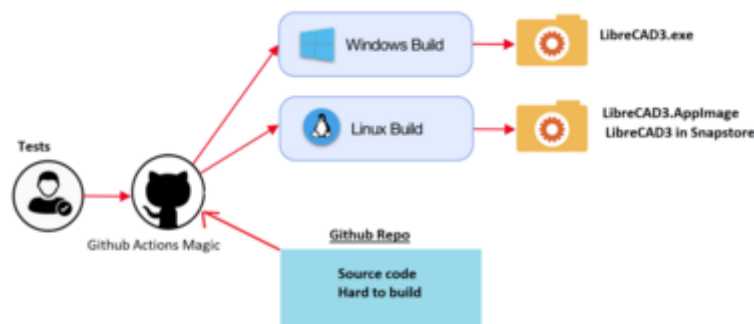 Windows Build
LibreCAD3.exe
Linux Build
LibreCAD3.AppImage
LibreCAD3 in Snapstore
Tests
Github Actions Magic
Github Repo
Source code
Hard to build